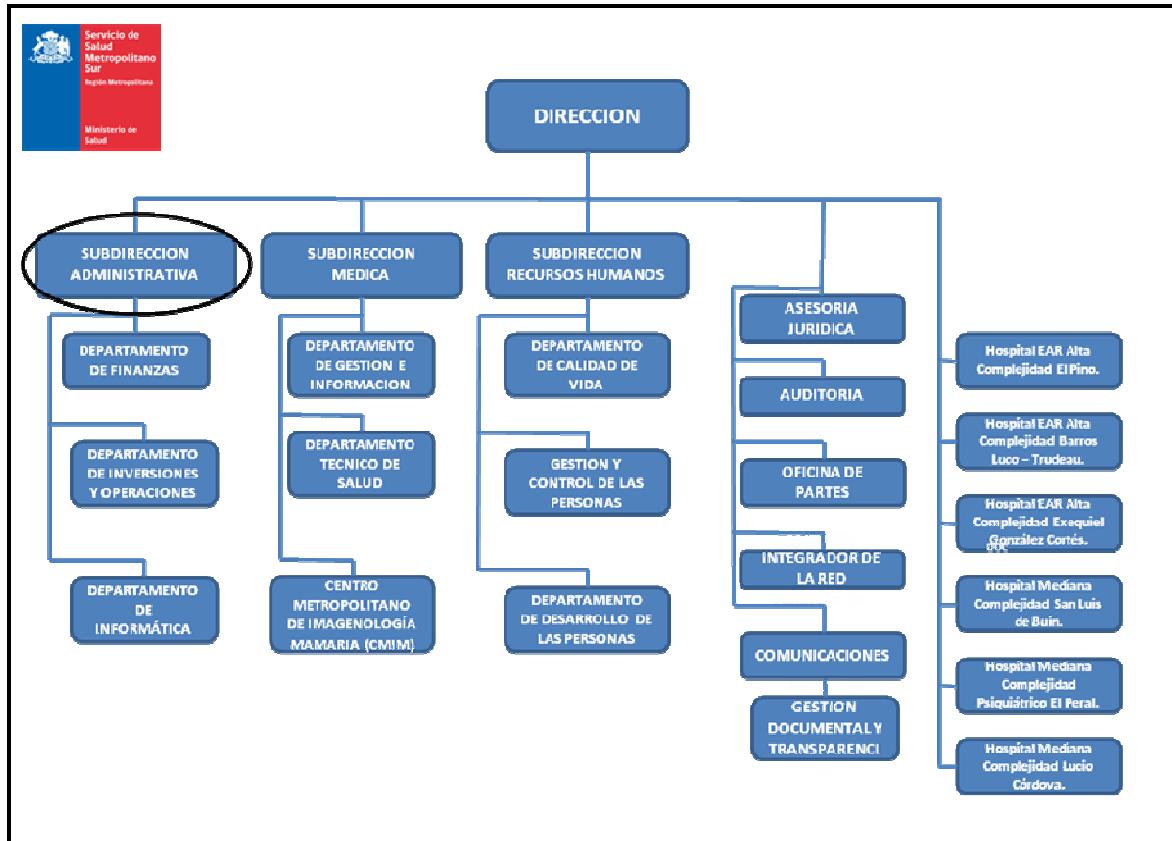 Servicio de
Salud
Metropolitano
Sur
Región Metropolitana
Ministerio de
Salud
DIRECCION
SUBDIRECCION
ADMINISTRATIVA
DEPARTAMENTO
DE FINANZAS
DEPARTAMENTO
DE INVERSIONES
Y OPERACIONES
DEPARTAMENTO
DE
INFORMÁTICA
SUBDIRECCION
MEDICA
DEPARTAMENTO
DE GESTION E
INFORMACION
DEPARTAMENTO
TECNICO DE
SALUD
CENTRO
METROPOLITANO
DE IMAGENOLOGÍA
MAMARIA (CMIM)
SUBDIRECCION
RECURSOS HUMANOS
DEPARTAMENTO
DE CALIDAD DE
VIDA
GESTION Y
CONTROL DE LAS
PERSONAS
DEPARTAMENTO
DE DESARROLLO DE
LAS PERSONAS
ASESORIA
JURIDICA
AUDITORIA
OFICINA DE
PARTES
INTEGRADOR DE
LA RED
COMUNICACIONES
GESTION
DOCUMENTAL Y
TRANSPARENCI
Hospital EAR Alta
Complejidad El Pino.
Hospital EAR Alta
Complejidad Barros
Luco – Trudeau.
Hospital EAR Alta
Complejidad Exequiel
González Cortés.
Hospital Mediana
Complejidad San Luis
de Buin.
Hospital Mediana
Complejidad
Psiquiátrico El Peral.
Hospital Mediana
Complejidad Lucio
Córdova.